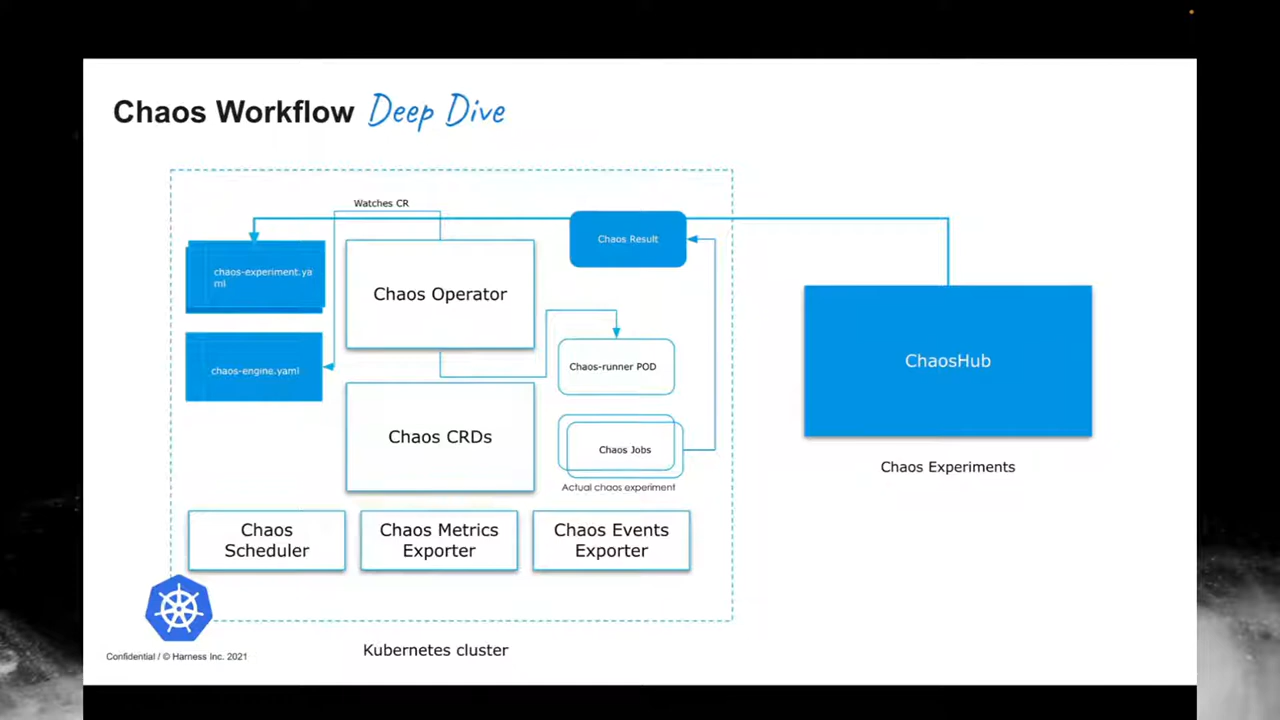 Chaos Workflow Deep Dive
Watches CR
chaos-experiment.ya
ml
Chaos Operator
Chaos Result
chaos-engine.yaml
Chaos-runner POD
ChaosHub
Chaos CRDs
Chaos Jobs
Actual chaos experiment
Chaos Experiments
Chaos
Scheduler
Chaos Metrics
Exporter
Chaos Events
Exporter
Kubernetes cluster
Confidential / © Harness Inc. 2021